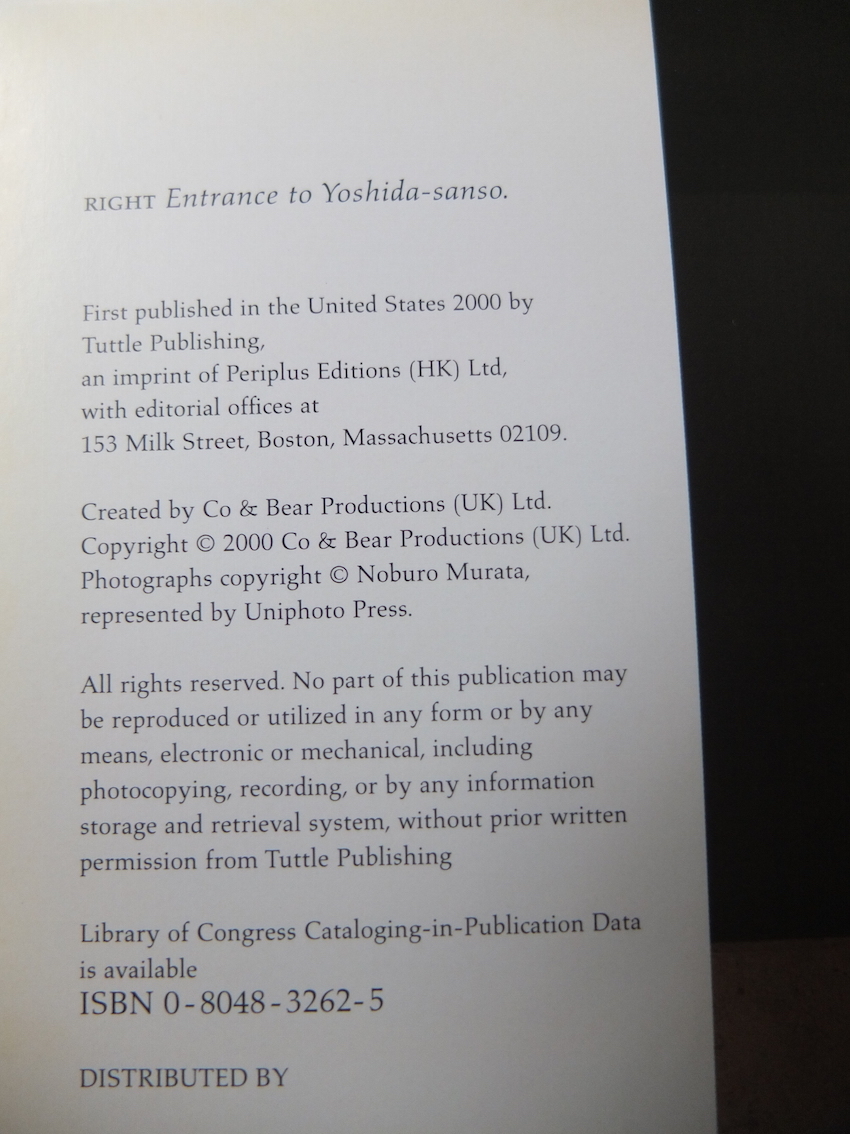 RIGHT Entrance to Yoshida-sanso.
First published in the United States 2000 by
Tuttle Publishing,
an imprint of Periplus Editions (HK) Ltd,
with editorial offices at
153 Milk Street, Boston, Massachusetts 02109.
Created by Co & Bear Productions (UK) Ltd.
Copyright © 2000 Co & Bear Productions (UK) Ltd.
Photographs copyright © Noburo Murata,
represented by Uniphoto Press.
All rights reserved. No part of this publication may
be reproduced or utilized in any form or by any
means, electronic or mechanical, including
photocopying, recording, or by any information
storage and retrieval system, without prior written
permission from Tuttle Publishing
Library of Congress Cataloging-in-Publication Data
is available
ISBN 0-8048-3262-5
DISTRIBUTED BY